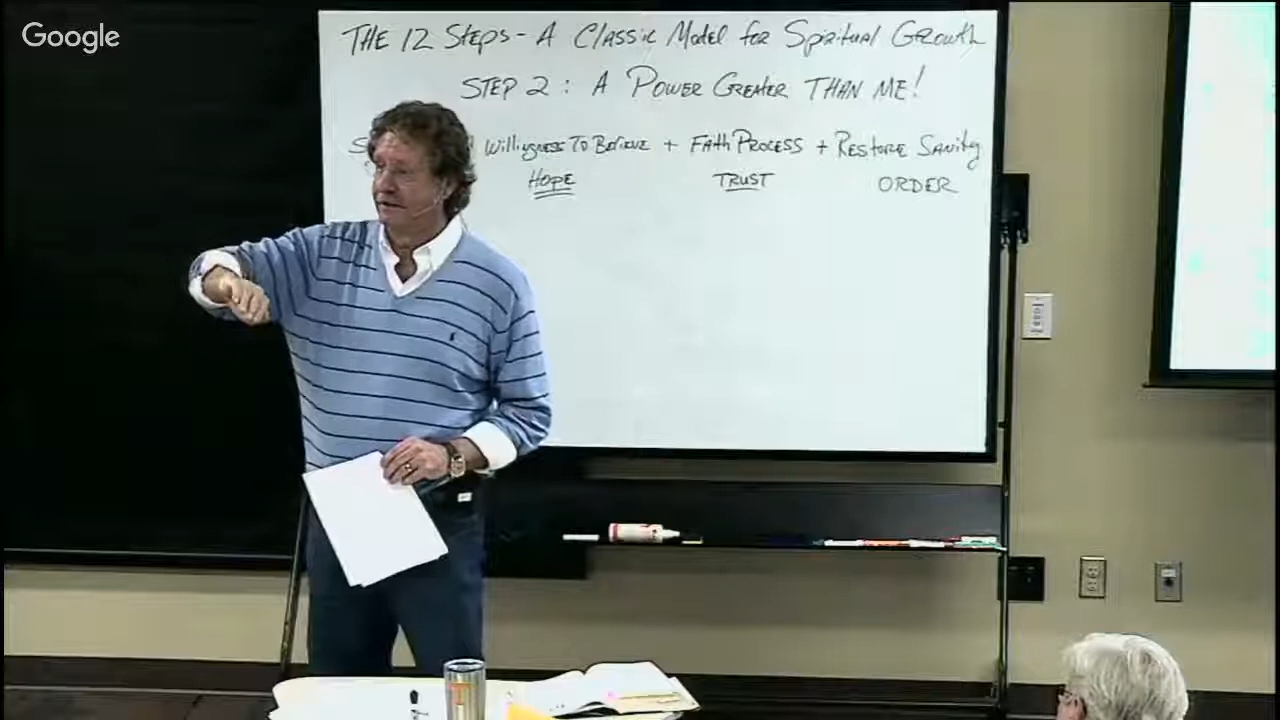 Google
THE 12 STEPS - A CLASSIC MODEL FOR SPIRITUAL GROWTH
STEP 2: A POWER GREATER THAN ME!
WILLINGNESS TO BELIEVE + FAITH PROCESS + RESTORE SANITY
HOPE TRUST ORDER